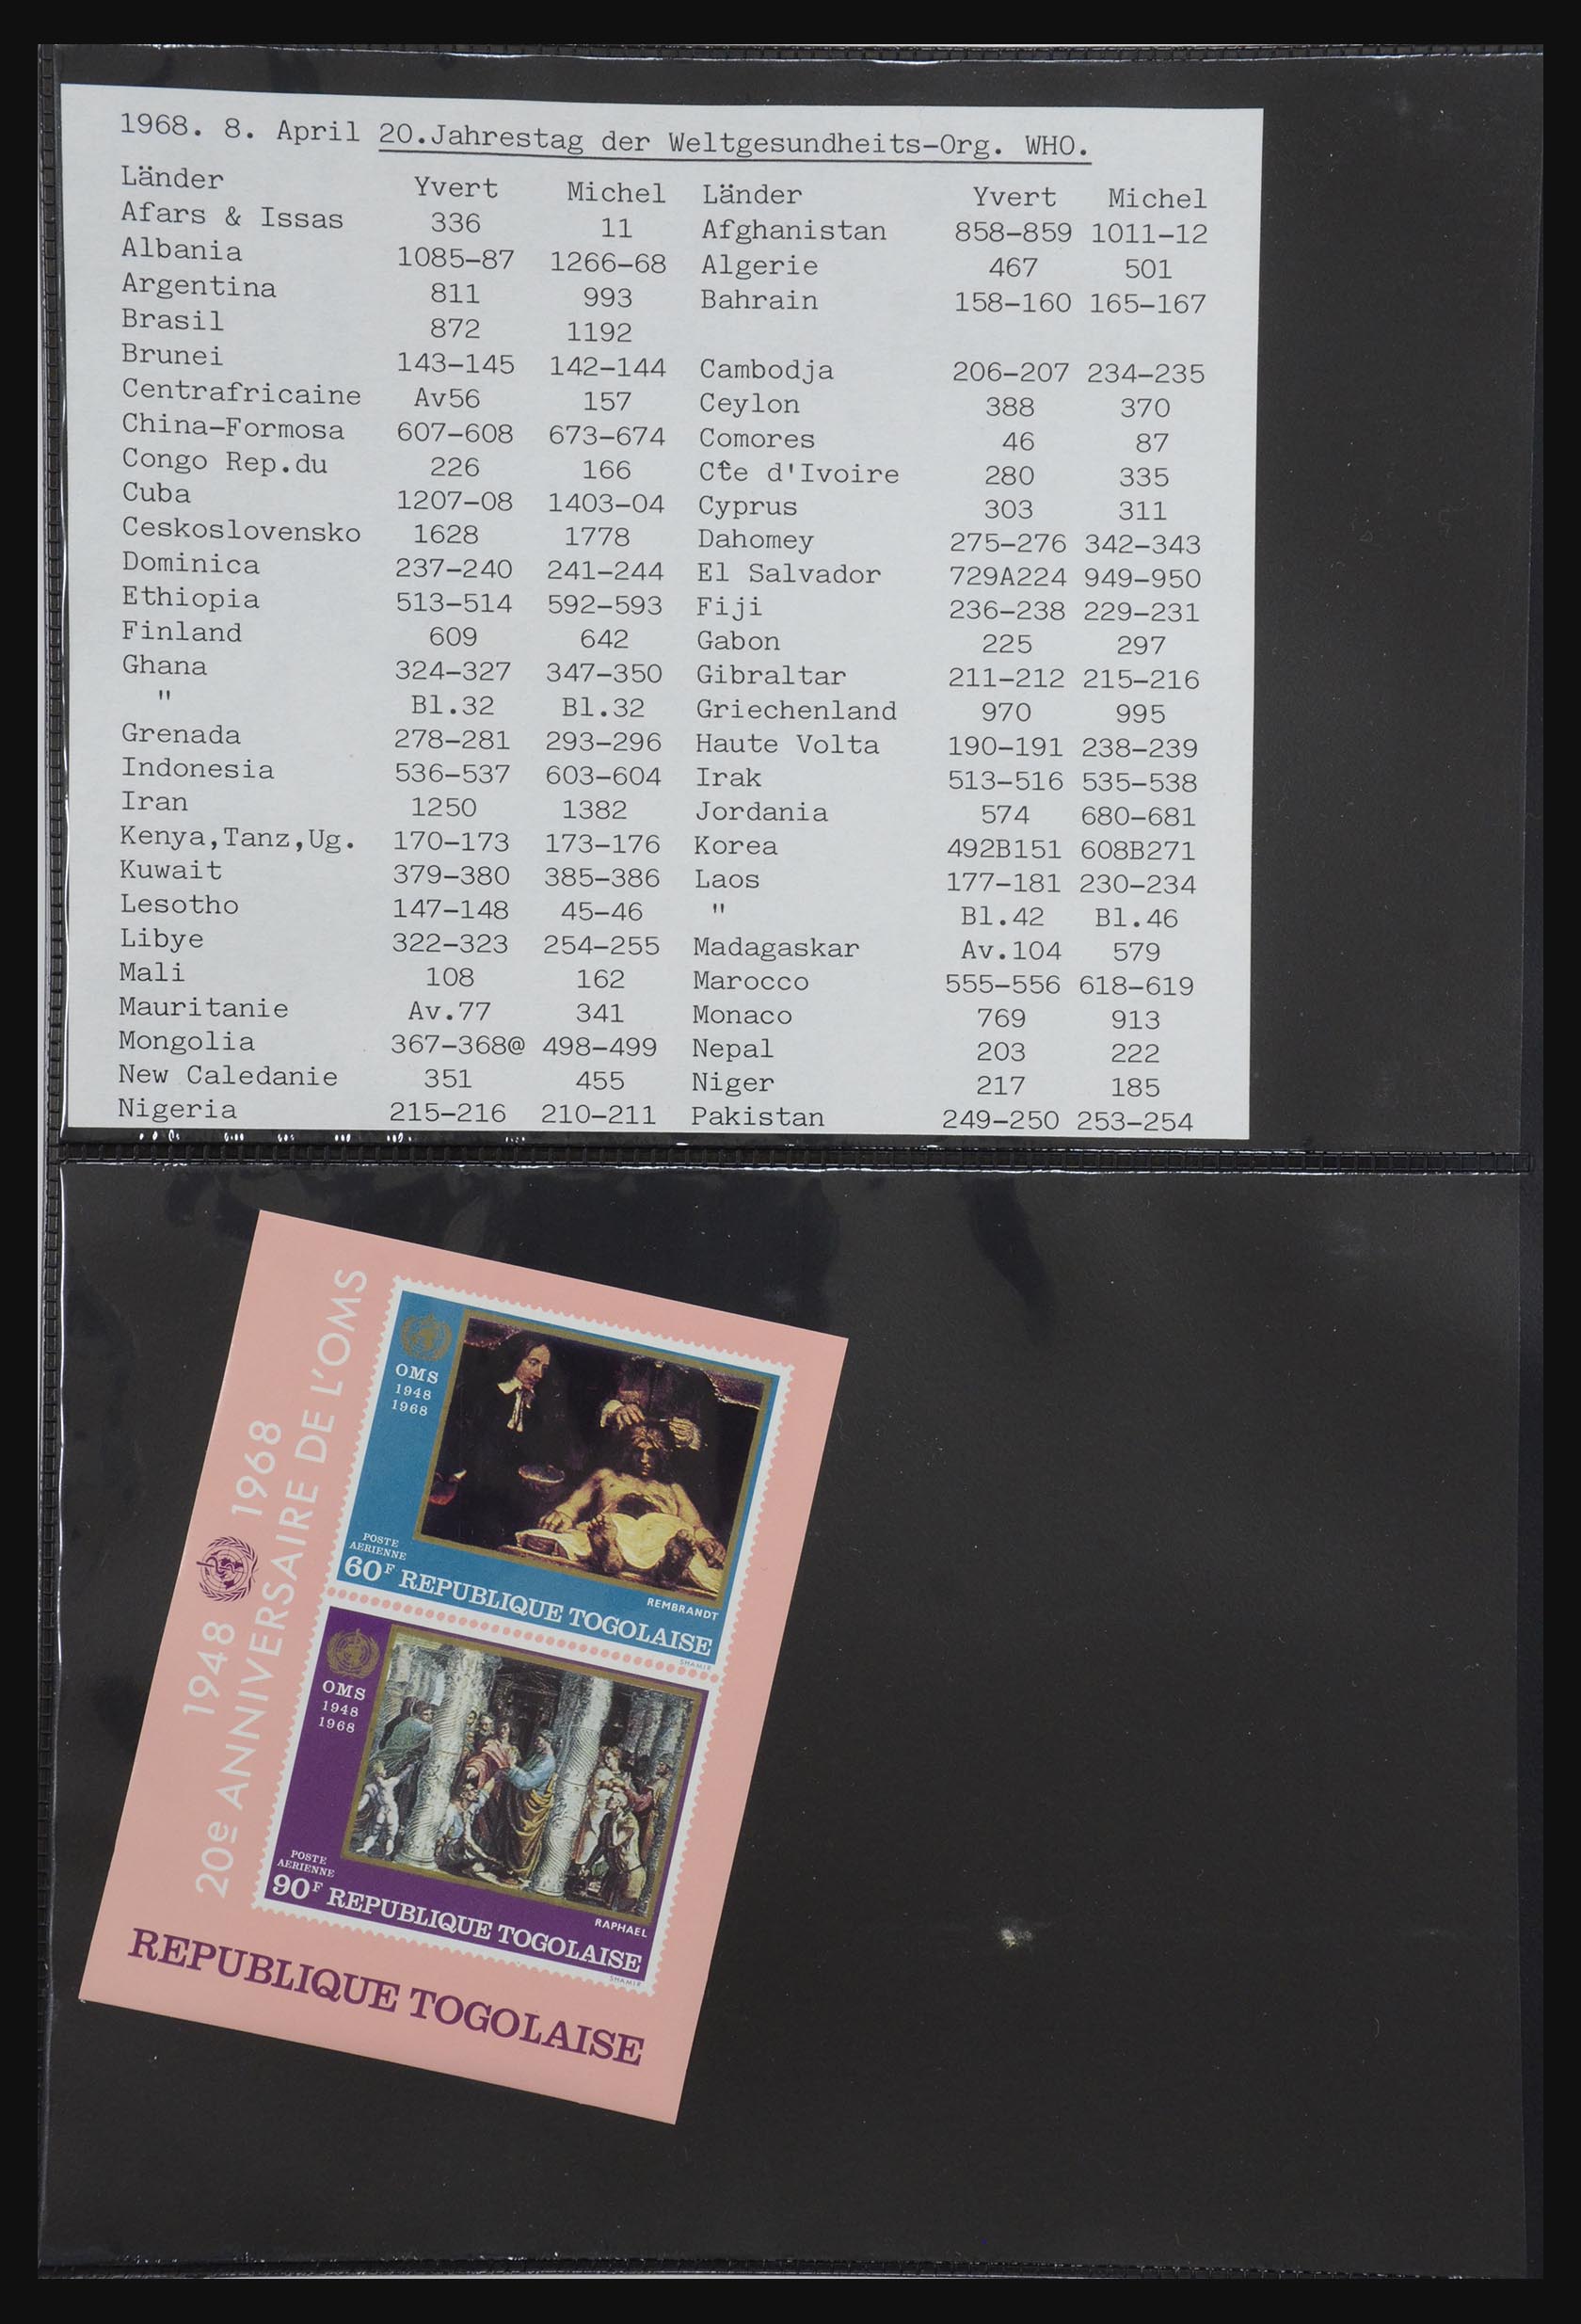 1968. 8. April 20.Jahrestag der Weltgesundheits-Org. WHO.
Länder Yvert Michel Länder Yvert Michel
Afars & Issas 336 11 Afghanistan 858-859 1011-12
Albania 1085-87 1266-68 Algerie 467 501
Argentina 811 993 Bahrain 158-160 165-167
Brasil 872 1192
Brunei 143-145 142-144 Cambodja 206-207 234-235
Centrafricaine Av56 157 Ceylon 388 370
China-Formosa 607-608 673-674 Comores 46 87
Congo Rep.du 226 166 Cte d'Ivoire 280 335
Cuba 1207-08 1403-04 Cyprus 303 311
Ceskoslovensko 1628 1778 Dahomey 275-276 342-343
Dominica 237-240 241-244 El Salvador 729A224 949-950
Ethiopia 513-514 592-593 Fiji 236-238 229-231
Finland 609 642 Gabon 225 297
Ghana 324-327 347-350 Gibraltar 211-212 215-216
" Bl.32 Bl.32 Griechenland 970 995
Grenada 278-281 293-296 Haute Volta 190-191 238-239
Indonesia 536-537 603-604 Irak 513-516 535-538
Iran 1250 1382 Jordania 574 680-681
Kenya,Tanz,Ug. 170-173 173-176 Korea 492B151 608B271
Kuwait 379-380 385-386 Laos 177-181 230-234
Lesotho 147-148 45-46 " Bl.42 Bl.46
Libye 322-323 254-255 Madagaskar Av.104 579
Mali 108 162 Marocco 555-556 618-619
Mauritanie Av.77 341 Monaco 769 913
Mongolia 367-368@ 498-499 Nepal 203 222
New Caledanie 351 455 Niger 217 185
Nigeria 215-216 210-211 Pakistan 249-250 253-254
1948 1968
20e ANNIVERSAIRE DE L'OMS
OMS
1948
1968
POSTE
AERIENNE
REMBRANDT
60F REPUBLIQUE TOGOLAISE
SHAMIR
OMS
1948
1968
POSTE
AERIENNE
RAPHAEL
90F REPUBLIQUE TOGOLAISE
SHAMIR
REPUBLIQUE TOGOLAISE